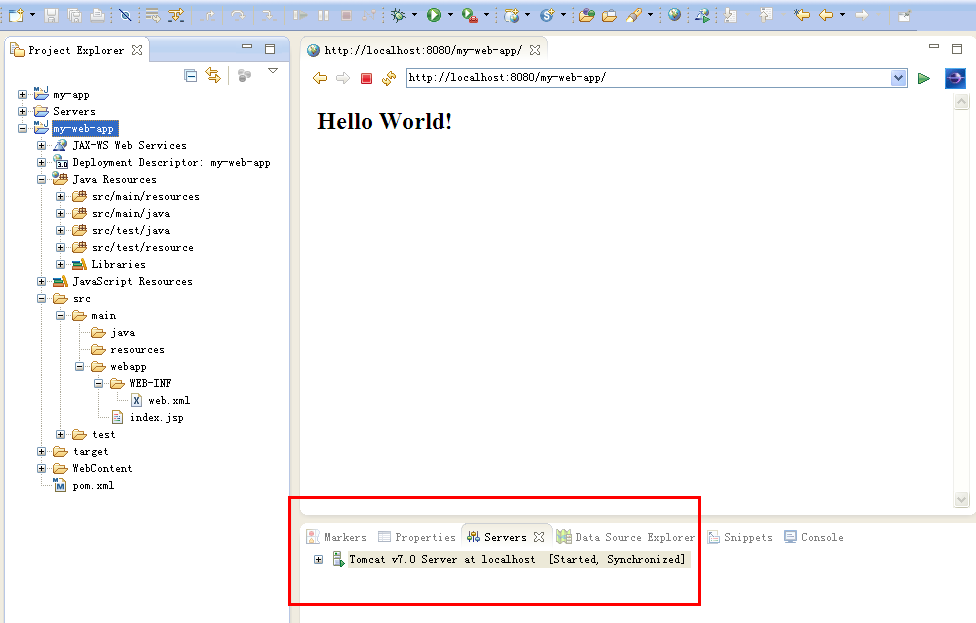 Project Explorer
my-app
Servers
my-web-app
JAX-WS Web Services
3.0 Deployment Descriptor: my-web-app
Java Resources
src/main/resources
src/main/java
src/test/java
src/test/resource
Libraries
JavaScript Resources
src
main
java
resources
webapp
WEB-INF
web.xml
index.jsp
test
target
WebContent
pom.xml
http://localhost:8080/my-web-app/
http://localhost:8080/my-web-app/
Hello World!
Markers Properties Servers Data Source Explorer Snippets Console
Tomcat v7.0 Server at localhost [Started, Synchronized]